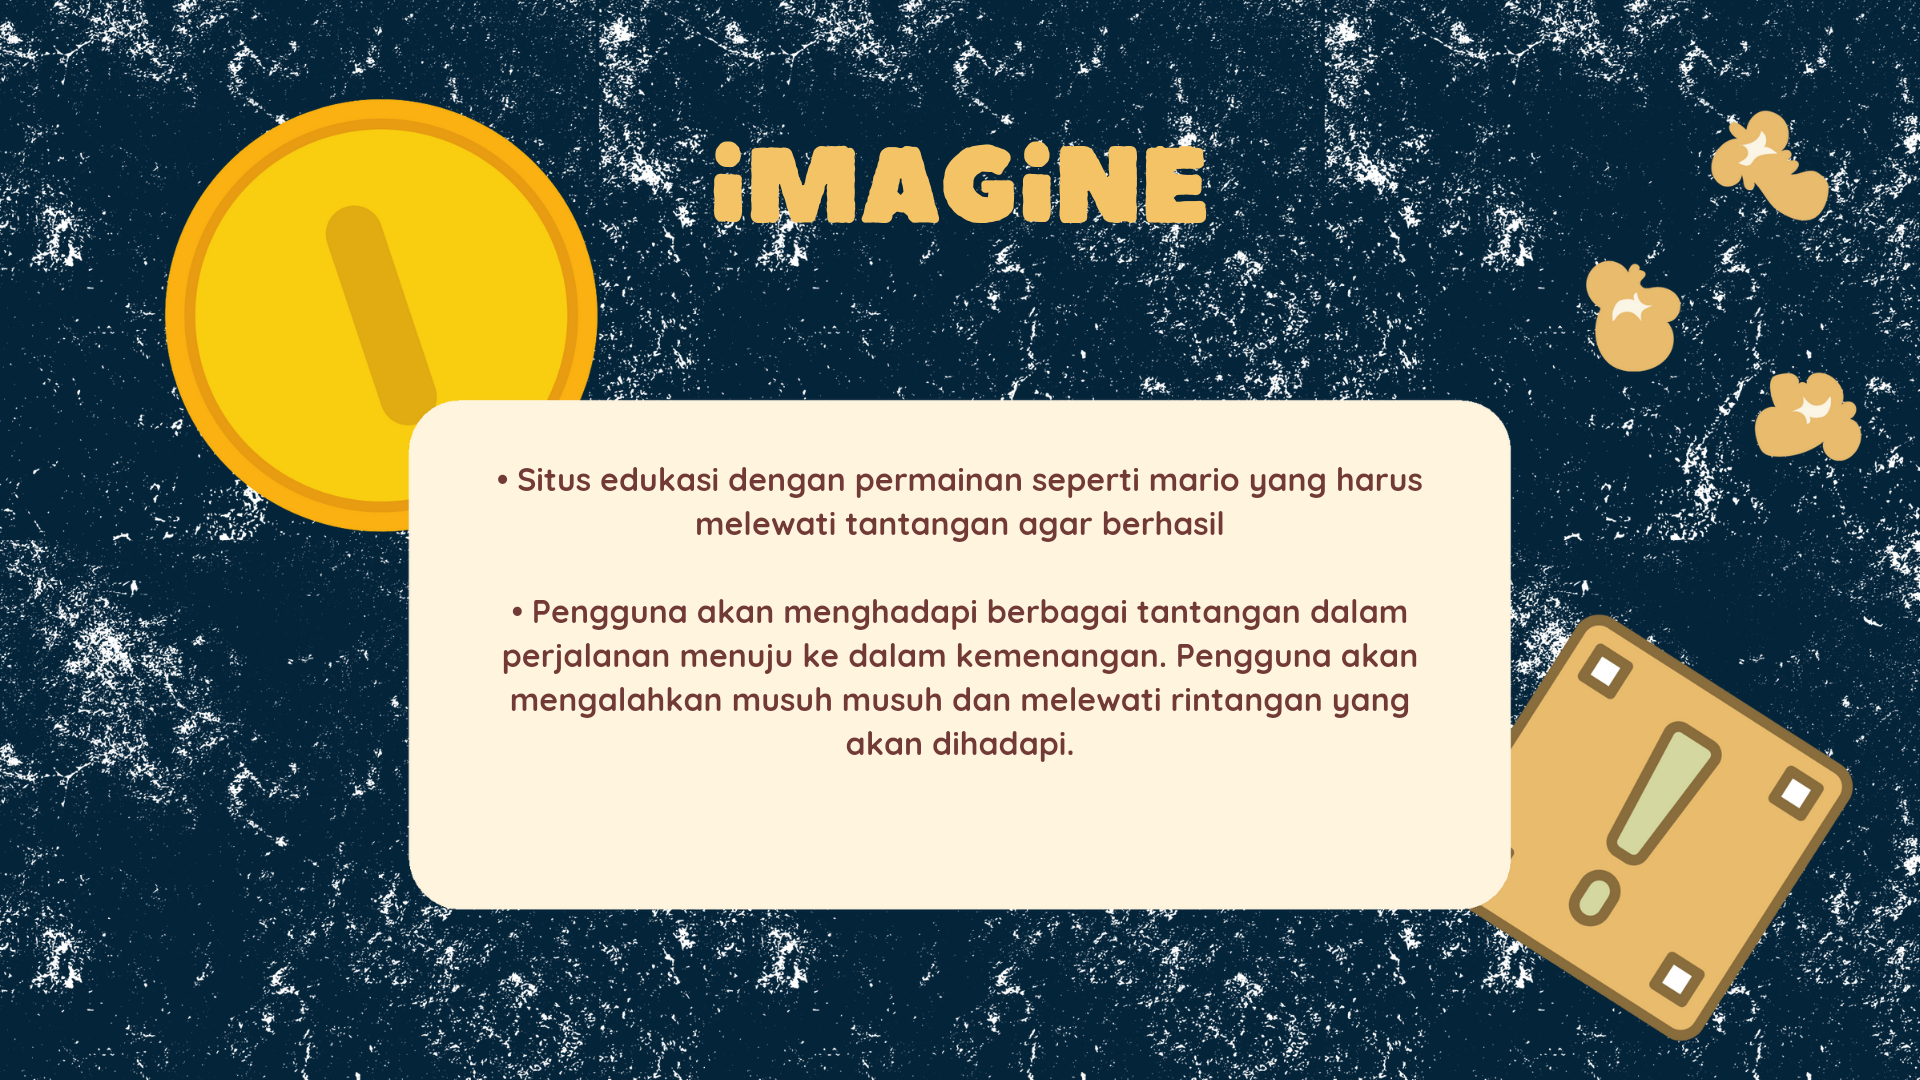 iMAGiNE
• Situs edukasi dengan permainan seperti mario yang harus
melewati tantangan agar berhasil
• Pengguna akan menghadapi berbagai tantangan dalam
perjalanan menuju ke dalam kemenangan. Pengguna akan
mengalahkan musuh musuh dan melewati rintangan yang
akan dihadapi.
!